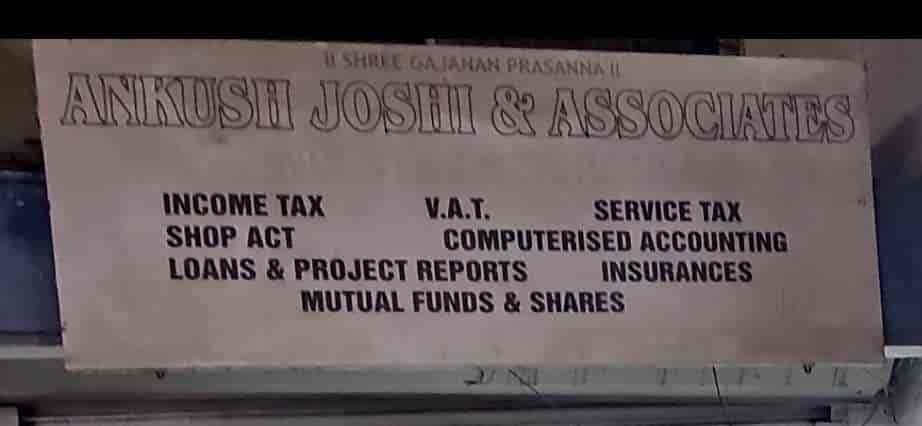 ॥ SHREE GAJANAN PRASANNA ॥
ANKUSH JOSHI & ASSOCIATES
INCOME TAX V.A.T. SERVICE TAX
SHOP ACT COMPUTERISED ACCOUNTING
LOANS & PROJECT REPORTS INSURANCES
MUTUAL FUNDS & SHARES